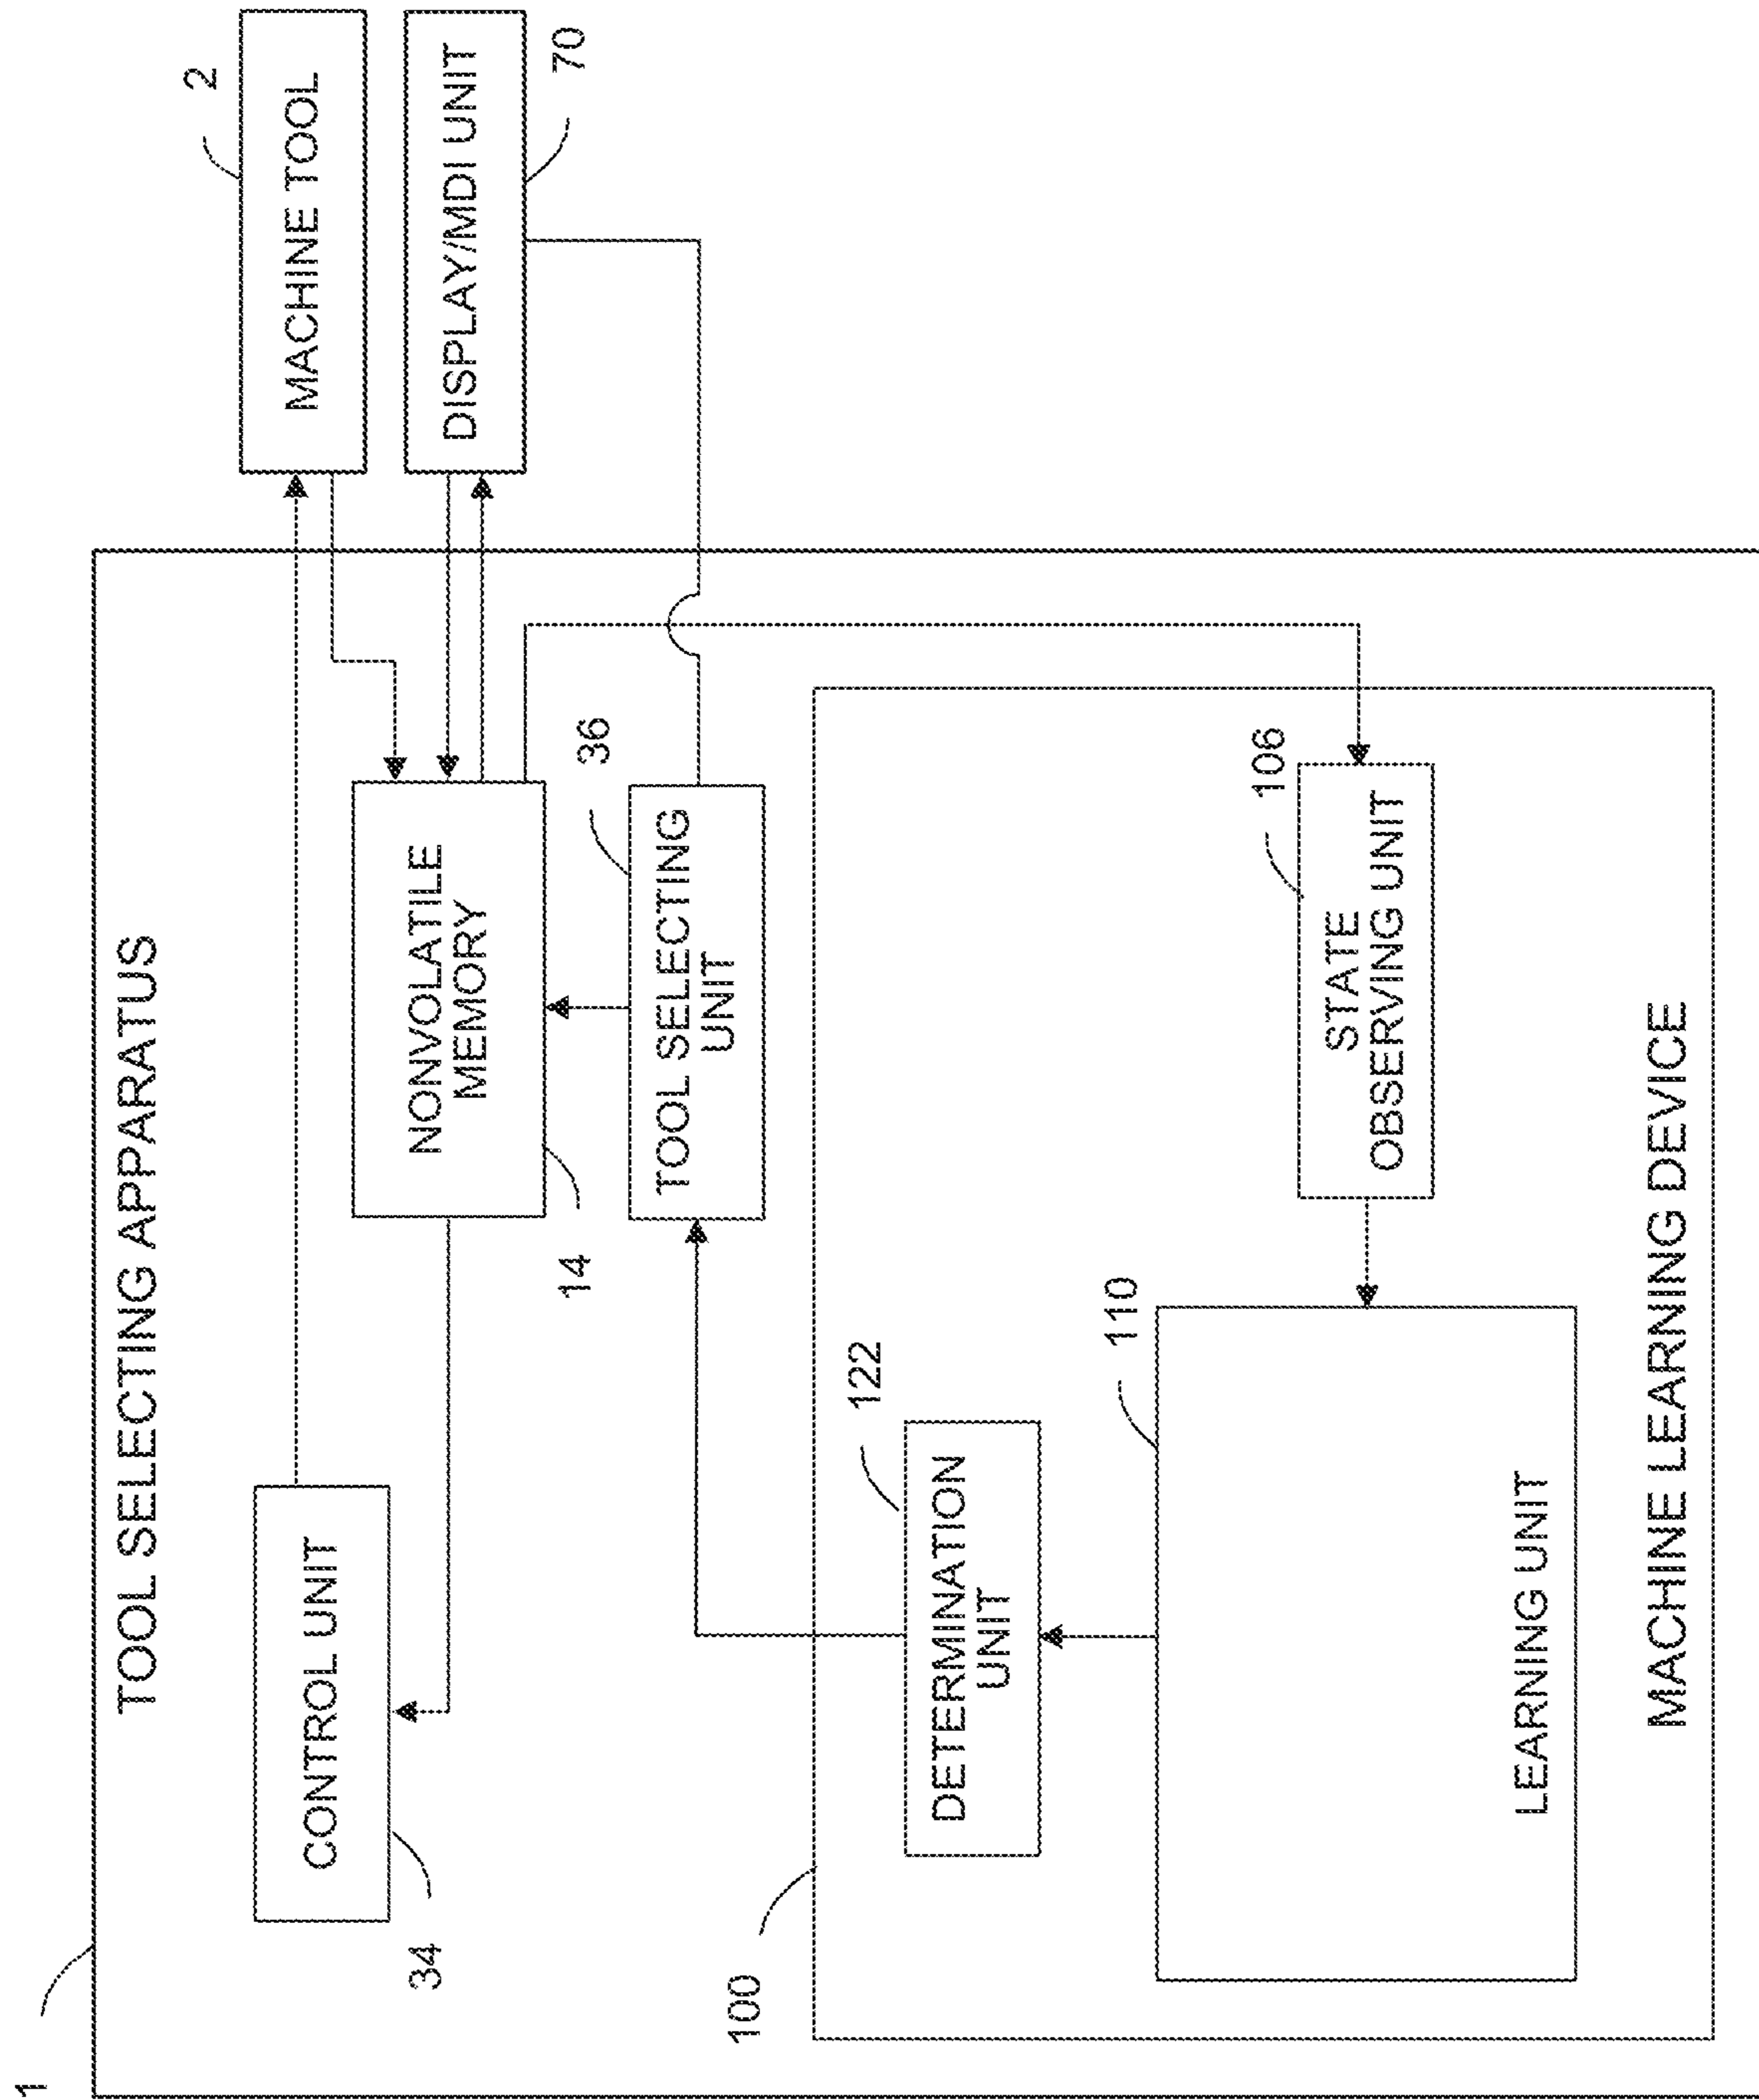 1
TOOL SELECTING APPARATUS
34
CONTROL UNIT
14
NONVOLATILE
MEMORY
36
TOOL SELECTING
UNIT
2
MACHINE TOOL
70
DISPLAY/MDI UNIT
100
122
DETERMINATION
UNIT
110
LEARNING UNIT
106
STATE
OBSERVING UNIT
MACHINE LEARNING DEVICE